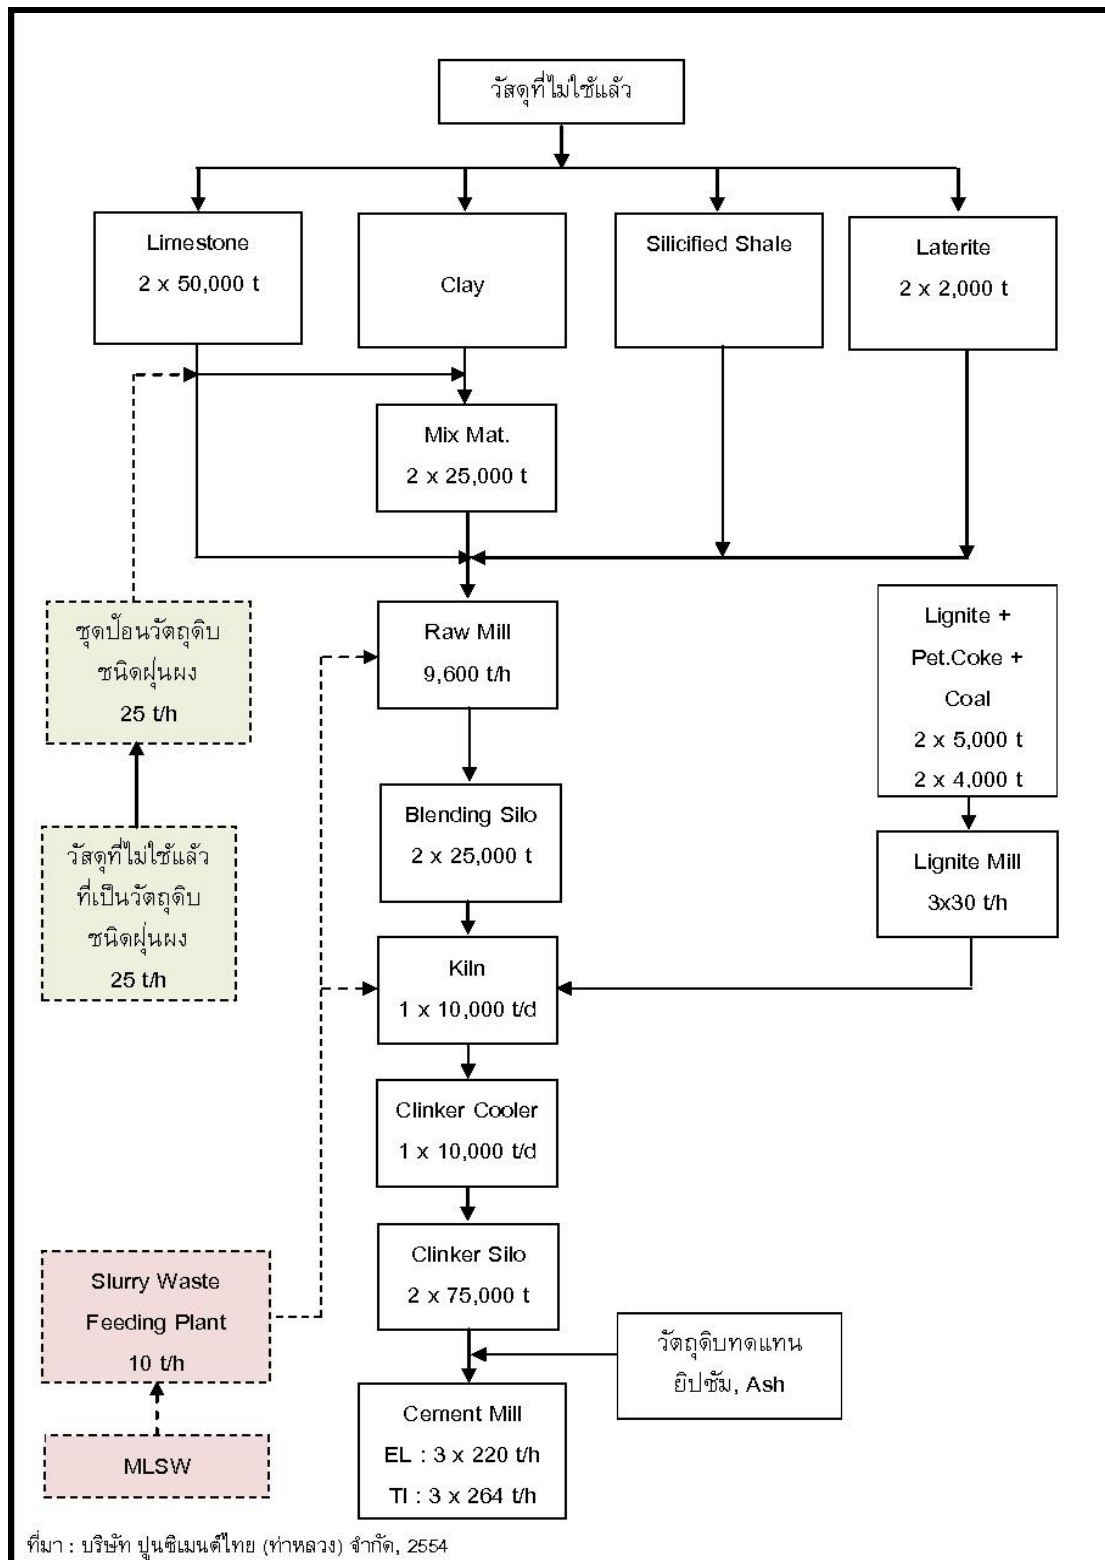 วัสดุที่ไม่ใช้แล้ว
Limestone
2 x 50,000 t
Clay
Silicified Shale
Laterite
2 x 2,000 t
Mix Mat.
2 x 25,000 t
ชุดป้อนวัตถุดิบ
ชนิดฝุ่นผง
25 t/h
Raw Mill
9,600 t/h
Lignite +
Pet.Coke +
Coal
2 x 5,000 t
2 x 4,000 t
วัสดุที่ไม่ใช้แล้ว
ที่เป็นวัตถุดิบ
ชนิดฝุ่นผง
25 t/h
Blending Silo
2 x 25,000 t
Lignite Mill
3x30 t/h
Kiln
1 x 10,000 t/d
Clinker Cooler
1 x 10,000 t/d
Slurry Waste
Feeding Plant
10 t/h
Clinker Silo
2 x 75,000 t
วัตถุดิบทดแทน
ยิปซัม, Ash
MLSW
Cement Mill
EL : 3 x 220 t/h
TI : 3 x 264 t/h
ที่มา : บริษัท ปูนซิเมนต์ไทย (ท่าหลวง) จำกัด, 2554